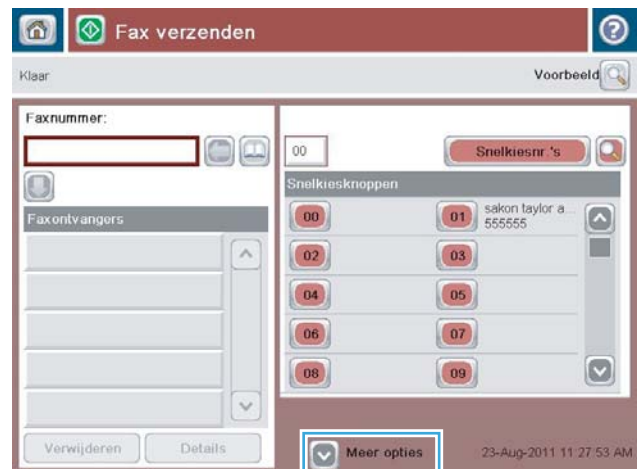 Fax verzenden
Klaar
Voorbeeld
Faxnummer:
00
Snelkiesnr.'s
Snelkiesknoppen
Faxontvangers
00
01
sakon taylor a...
555555
02
03
04
05
06
07
08
09
Verwijderen
Details
Meer opties
23-Aug-2011 11:27:53 AM